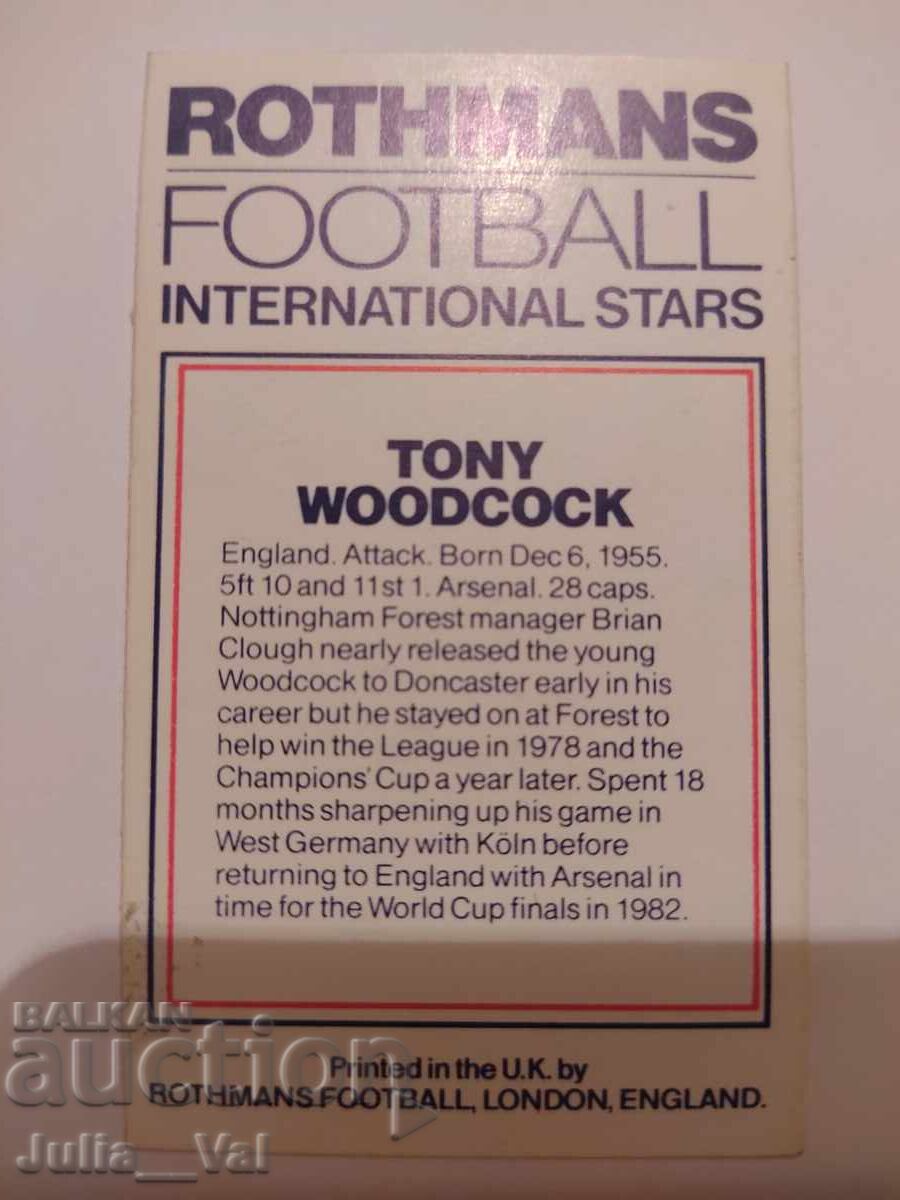 ROTHMANS
FOOTBALL
INTERNATIONAL STARS
TONY
WOODCOCK
England. Attack. Born Dec 6, 1955.
5ft 10 and 11st 1. Arsenal. 28 caps.
Nottingham Forest manager Brian
Clough nearly released the young
Woodcock to Doncaster early in his
career but he stayed on at Forest to
help win the League in 1978 and the
Champions' Cup a year later. Spent 18
months sharpening up his game in
West Germany with Köln before
returning to England with Arsenal in
time for the World Cup finals in 1982.
Printed in the U.K. by
ROTHMANS FOOTBALL, LONDON, ENGLAND.
BALKAN
auction
Julia__Val